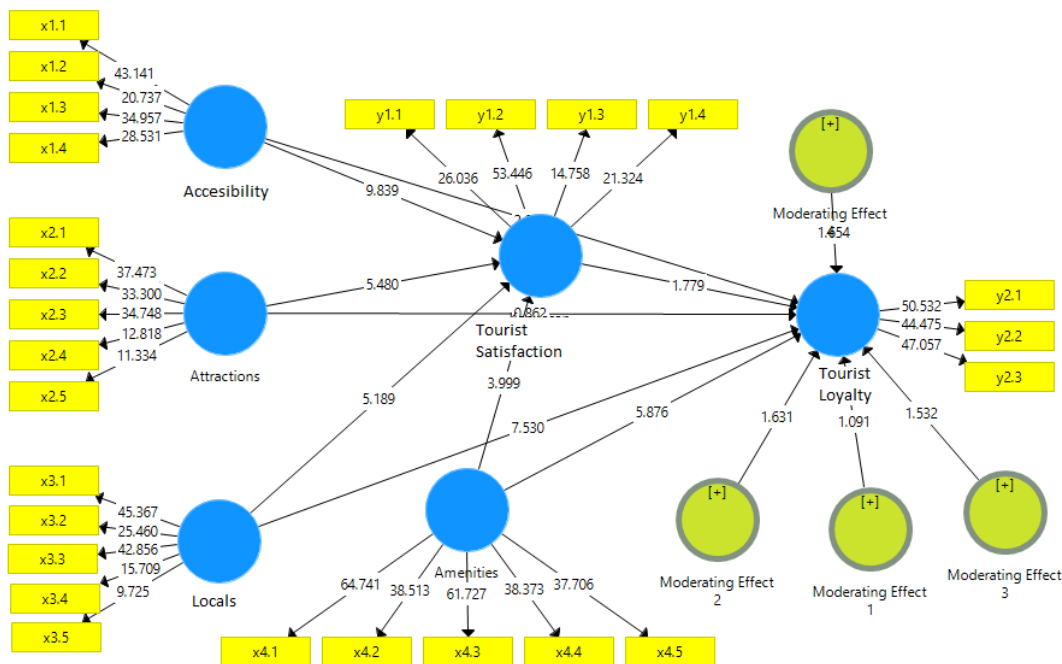 x1.1
x1.2
x1.3
x1.4
43.141
20.737
34.957
28.531
Accesibility
y1.1
y1.2
y1.3
y1.4
26.036
53.446
14.758
21.324
9.839
[+]
Moderating Effect
1.654
x2.1
x2.2
x2.3
x2.4
x2.5
37.473
33.300
34.748
12.818
11.334
Attractions
5.480
0.862
Tourist
Satisfaction
1.779
50.532
44.475
47.057
y2.1
y2.2
y2.3
Tourist
Loyalty
5.189
3.999
7.530
5.876
1.631
1.091
1.532
x3.1
x3.2
x3.3
x3.4
x3.5
45.367
25.460
42.856
15.709
9.725
Locals
Amenities
64.741
38.513
61.727
38.373
37.706
x4.1
x4.2
x4.3
x4.4
x4.5
[+]
Moderating Effect
2
[+]
Moderating Effect
1
[+]
Moderating Effect
3